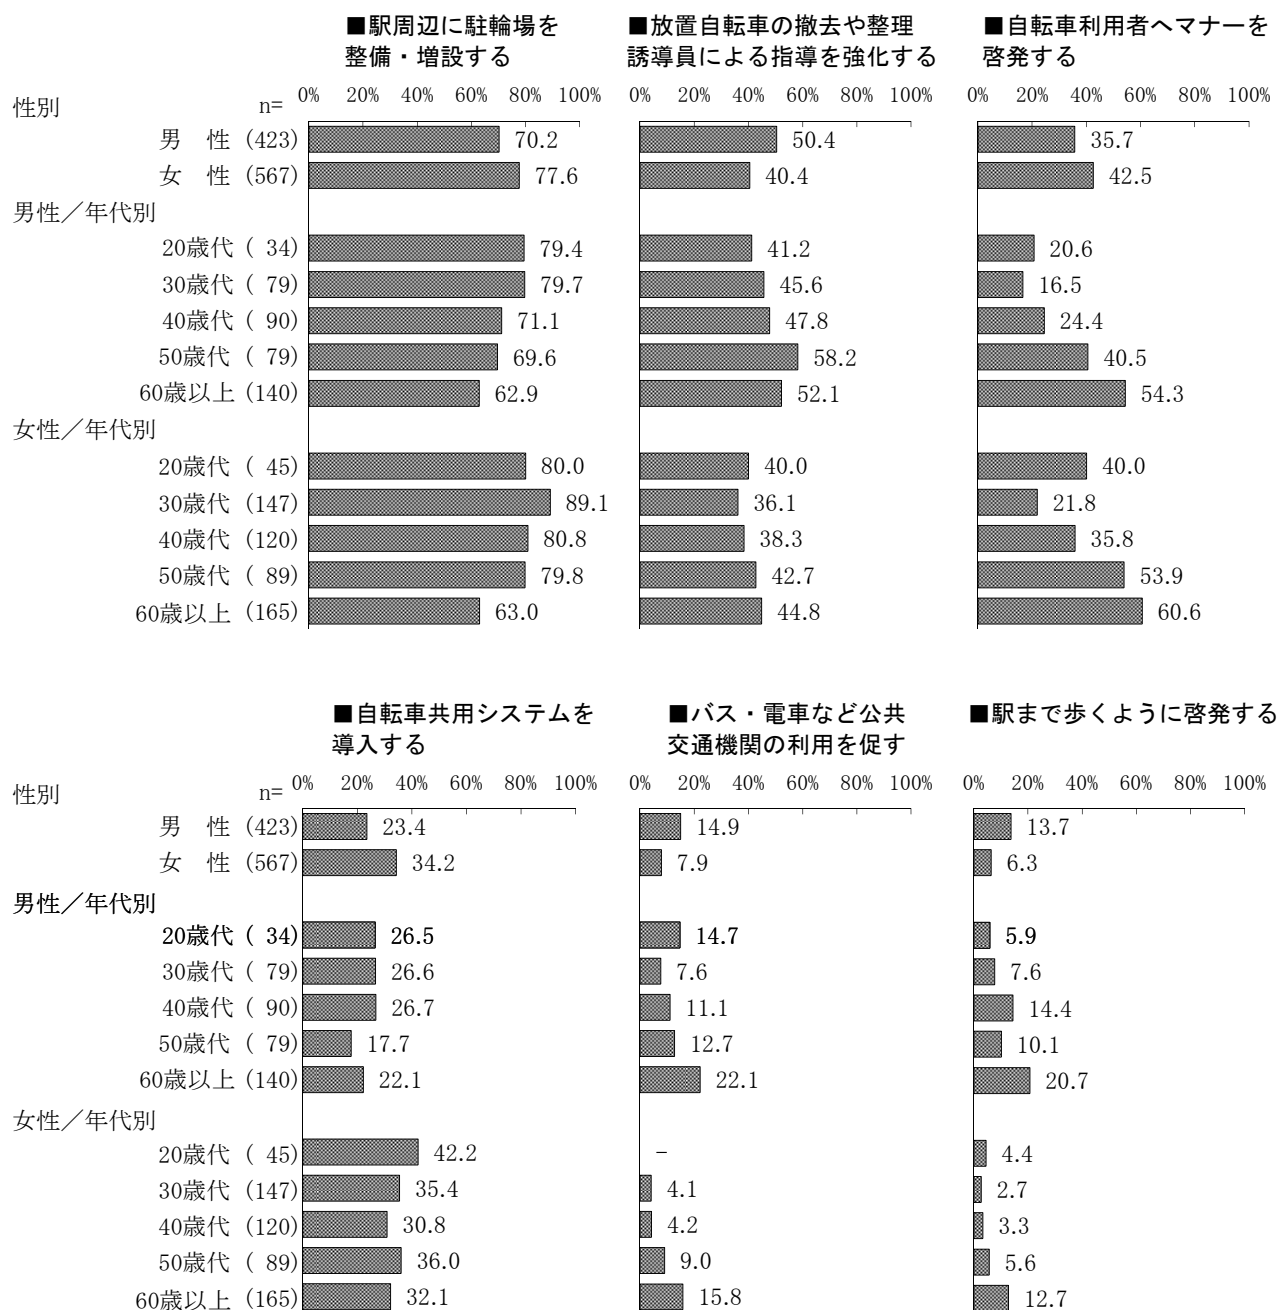 ■駅周辺に駐輪場を
整備・増設する
■放置自転車の撤去や整理
誘導員による指導を強化する
■自転車利用者へマナーを
啓発する
性別 n= 0% 20% 40% 60% 80% 100% 0% 20% 40% 60% 80% 100% 0% 20% 40% 60% 80% 100%
男 性 (423) 70.2 50.4 35.7
女 性 (567) 77.6 40.4 42.5
男性／年代別
20歳代 ( 34) 79.4 41.2 20.6
30歳代 ( 79) 79.7 45.6 16.5
40歳代 ( 90) 71.1 47.8 24.4
50歳代 ( 79) 69.6 58.2 40.5
60歳以上 (140) 62.9 52.1 54.3
女性／年代別
20歳代 ( 45) 80.0 40.0 40.0
30歳代 (147) 89.1 36.1 21.8
40歳代 (120) 80.8 38.3 35.8
50歳代 ( 89) 79.8 42.7 53.9
60歳以上 (165) 63.0 44.8 60.6
■自転車共用システムを
導入する
■バス・電車など公共
交通機関の利用を促す
■駅まで歩くように啓発する
性別 n= 0% 20% 40% 60% 80% 100% 0% 20% 40% 60% 80% 100% 0% 20% 40% 60% 80% 100%
男 性 (423) 23.4 14.9 13.7
女 性 (567) 34.2 7.9 6.3
男性／年代別
20歳代 ( 34) 26.5 14.7 5.9
30歳代 ( 79) 26.6 7.6 7.6
40歳代 ( 90) 26.7 11.1 14.4
50歳代 ( 79) 17.7 12.7 10.1
60歳以上 (140) 22.1 22.1 20.7
女性／年代別
20歳代 ( 45) 42.2 - 4.4
30歳代 (147) 35.4 4.1 2.7
40歳代 (120) 30.8 4.2 3.3
50歳代 ( 89) 36.0 9.0 5.6
60歳以上 (165) 32.1 15.8 12.7